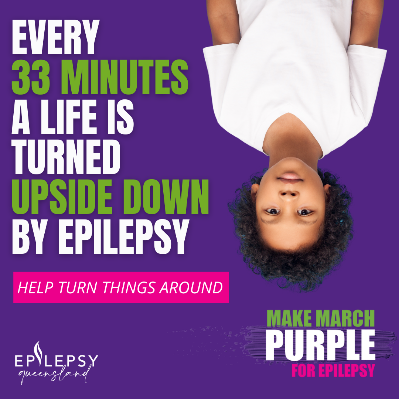 EVERY
33 MINUTES
A LIFE IS
TURNED
UPSIDE DOWN
BY EPILEPSY
HELP TURN THINGS AROUND
MAKE MARCH
PURPLE
FOR EPILEPSY
EPILEPSY
queensland